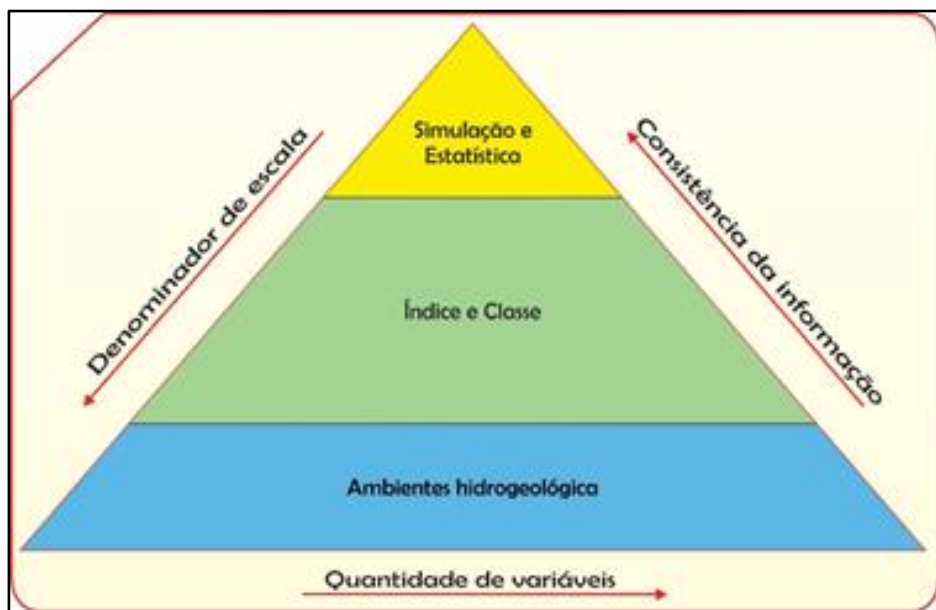 Simulação e
Estatística
Denominador de escala
Consistência da informação
Índice e Classe
Ambientes hidrogeológica
Quantidade de variáveis